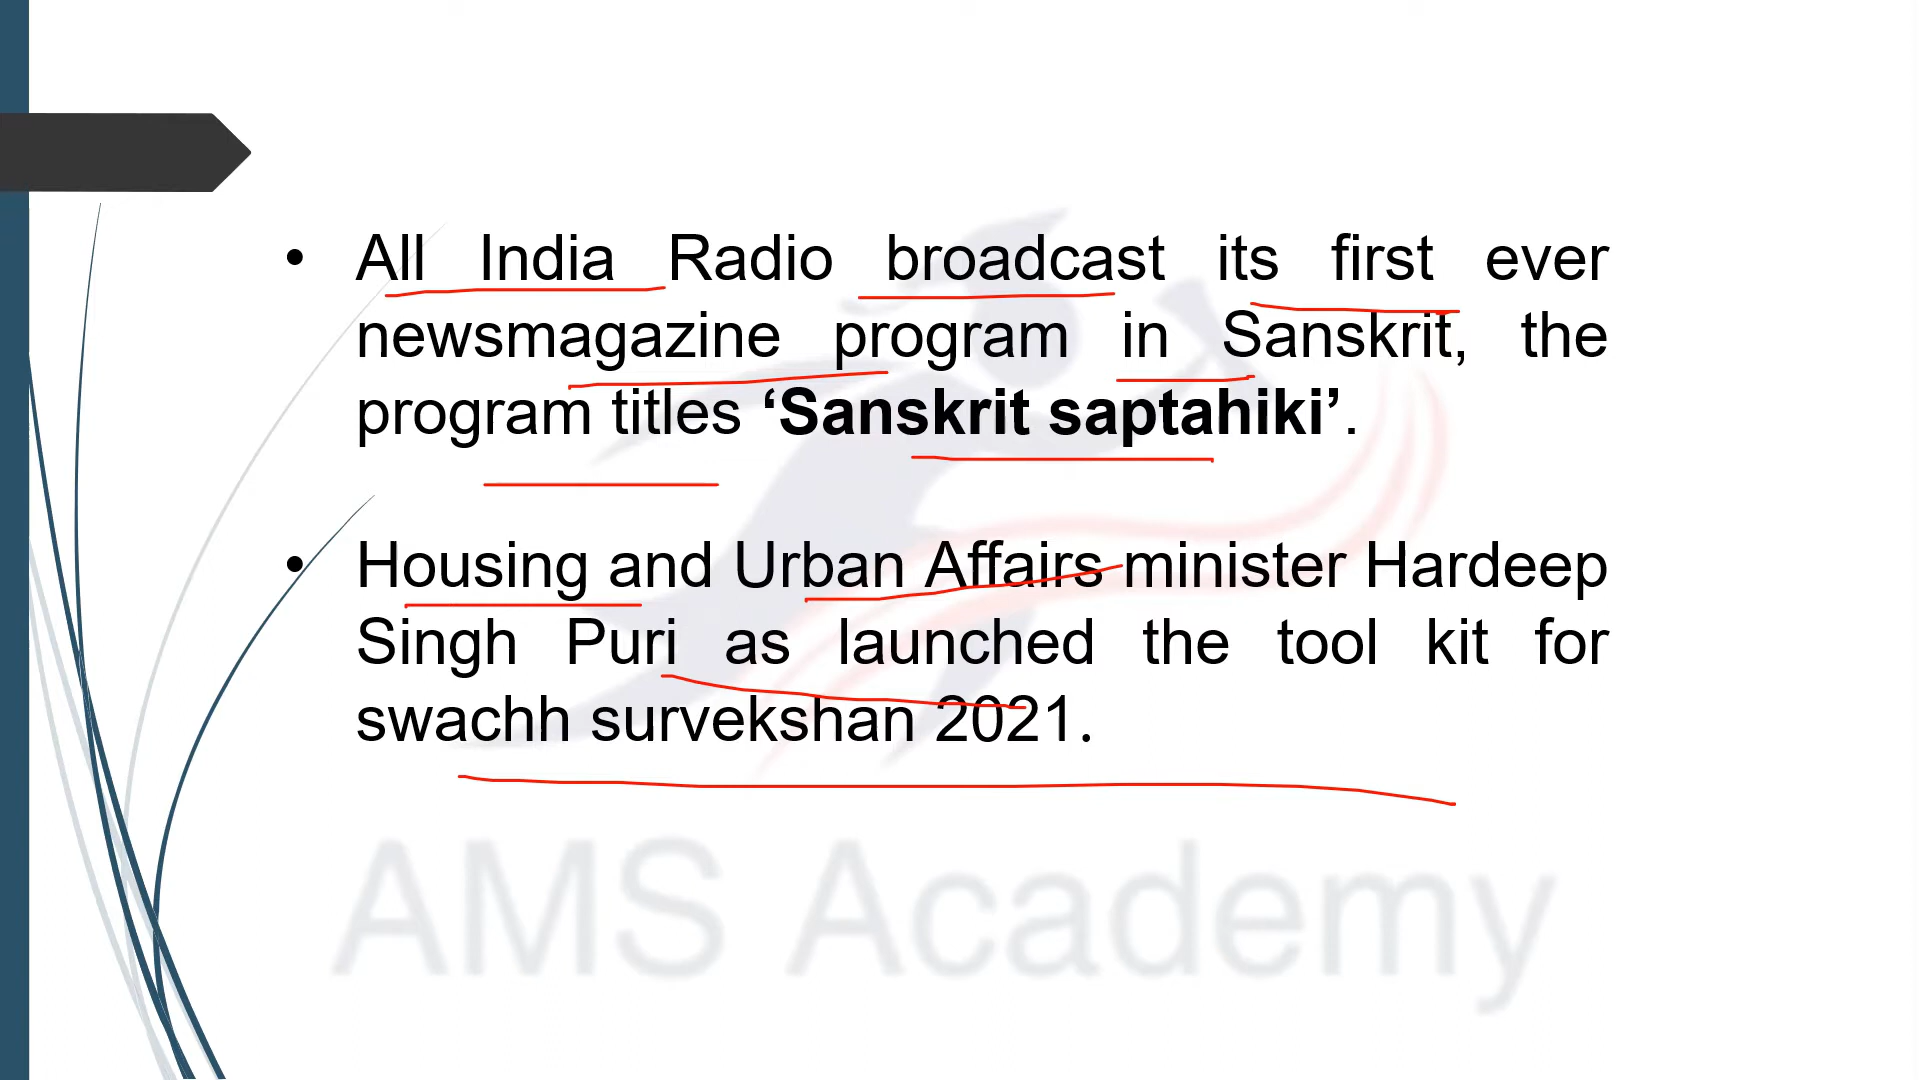 • All India Radio broadcast its first ever
newsmagazine program in Sanskrit, the
program titles ‘Sanskrit saptahiki’.
• Housing and Urban Affairs minister Hardeep
Singh Puri as launched the tool kit for
swachh survekshan 2021.
AMS Academy